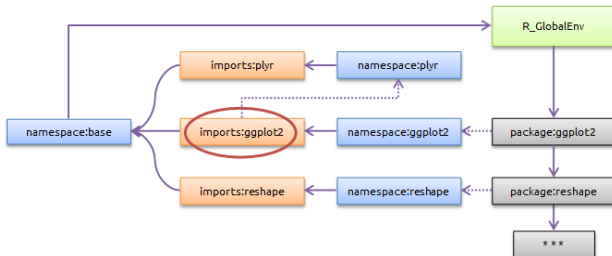 R_GlobalEnv
imports:plyr
namespace:plyr
namespace:base
imports:ggplot2
namespace:ggplot2
package:ggplot2
imports:reshape
namespace:reshape
package:reshape
***